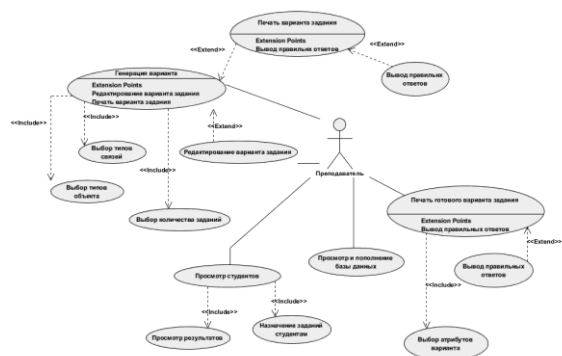 Печать варианта задания
Extension Points
Вывод правильных ответов
<<Extend>>
<<Extend>>
Вывод правильнх
ответов
Генерация варианта
Extension Points
Редактирование варианта задания
Печать варианта задания
<<Include>>
<<Include>>
<<Extend>>
Выбор типов
связей
Редактирование варианта задания
<<Include>>
Выбор типов
объекта
Выбор количества заданий
Преподаватель
Печать готового варианта задания
Extension Points
Вывод правильных ответов
<<Extend>>
Вывод правильных
ответов
Просмотр студентов
Просмотр и пополнение
базы данных
<<Include>>
<<Include>>
<<Include>>
Просмотр результатов
Назначение заданий
студентам
Выбор атрибутов
варианта